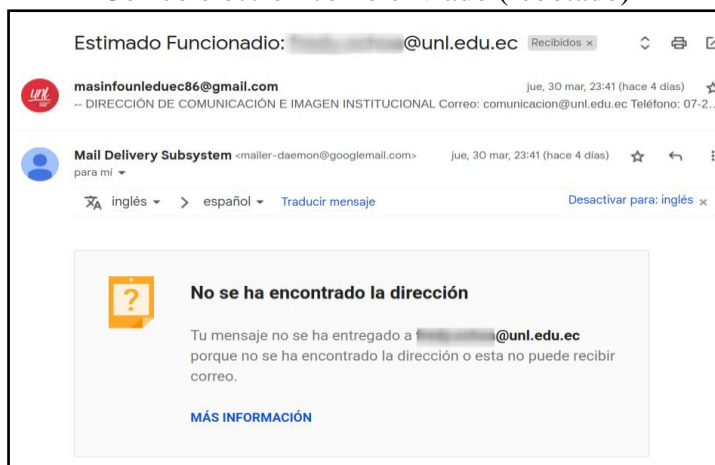 Estimado Funcionadio: @unl.edu.ec Recibidos ×
unl
masinfounleduec86@gmail.com jue, 30 mar, 23:41 (hace 4 días)
-- DIRECCIÓN DE COMUNICACIÓN E IMAGEN INSTITUCIONAL Correo: comunicacion@unl.edu.ec Teléfono: 07-2...
Mail Delivery Subsystem <mailer-daemon@googlemail.com> jue, 30 mar, 23:41 (hace 4 días)
para mí
inglés > español Traducir mensaje Desactivar para: inglés ×
?
No se ha encontrado la dirección
Tu mensaje no se ha entregado a @unl.edu.ec
porque no se ha encontrado la dirección o esta no puede recibir
correo.
MÁS INFORMACIÓN